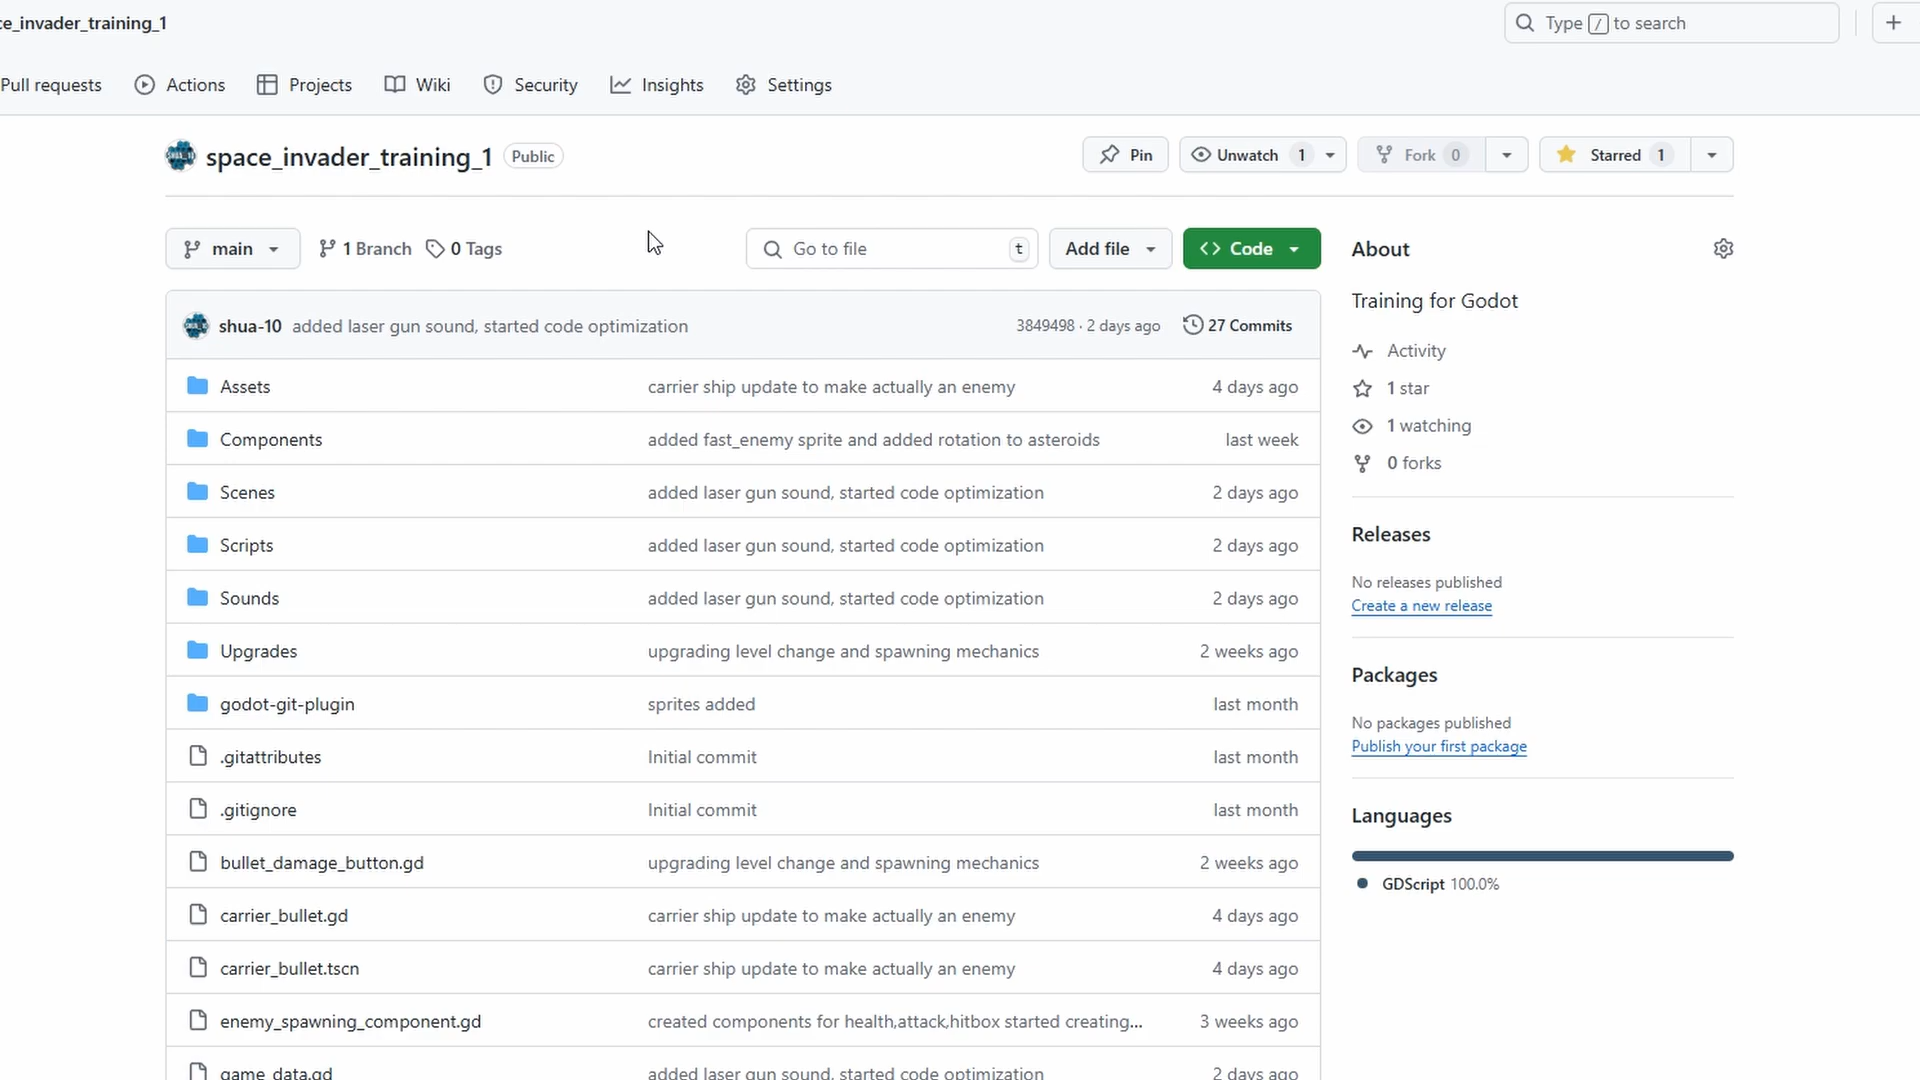 ce_invader_training_1
Type / to search
Pull requests Actions Projects Wiki Security Insights Settings
space_invader_training_1 Public Pin Unwatch 1 Fork 0 Starred 1
main 1 Branch 0 Tags Go to file t Add file Code
shua-10 added laser gun sound, started code optimization 3849498 · 2 days ago 27 Commits
Assets carrier ship update to make actually an enemy 4 days ago
Components added fast_enemy sprite and added rotation to asteroids last week
Scenes added laser gun sound, started code optimization 2 days ago
Scripts added laser gun sound, started code optimization 2 days ago
Sounds added laser gun sound, started code optimization 2 days ago
Upgrades upgrading level change and spawning mechanics 2 weeks ago
godot-git-plugin sprites added last month
.gitattributes Initial commit last month
.gitignore Initial commit last month
bullet_damage_button.gd upgrading level change and spawning mechanics 2 weeks ago
carrier_bullet.gd carrier ship update to make actually an enemy 4 days ago
carrier_bullet.tscn carrier ship update to make actually an enemy 4 days ago
enemy_spawning_component.gd created components for health,attack,hitbox started creating... 3 weeks ago
game_data.gd added laser gun sound, started code optimization 2 days ago
About
Training for Godot
Activity
1 star
1 watching
0 forks
Releases
No releases published
Create a new release
Packages
No packages published
Publish your first package
Languages
GDScript 100.0%